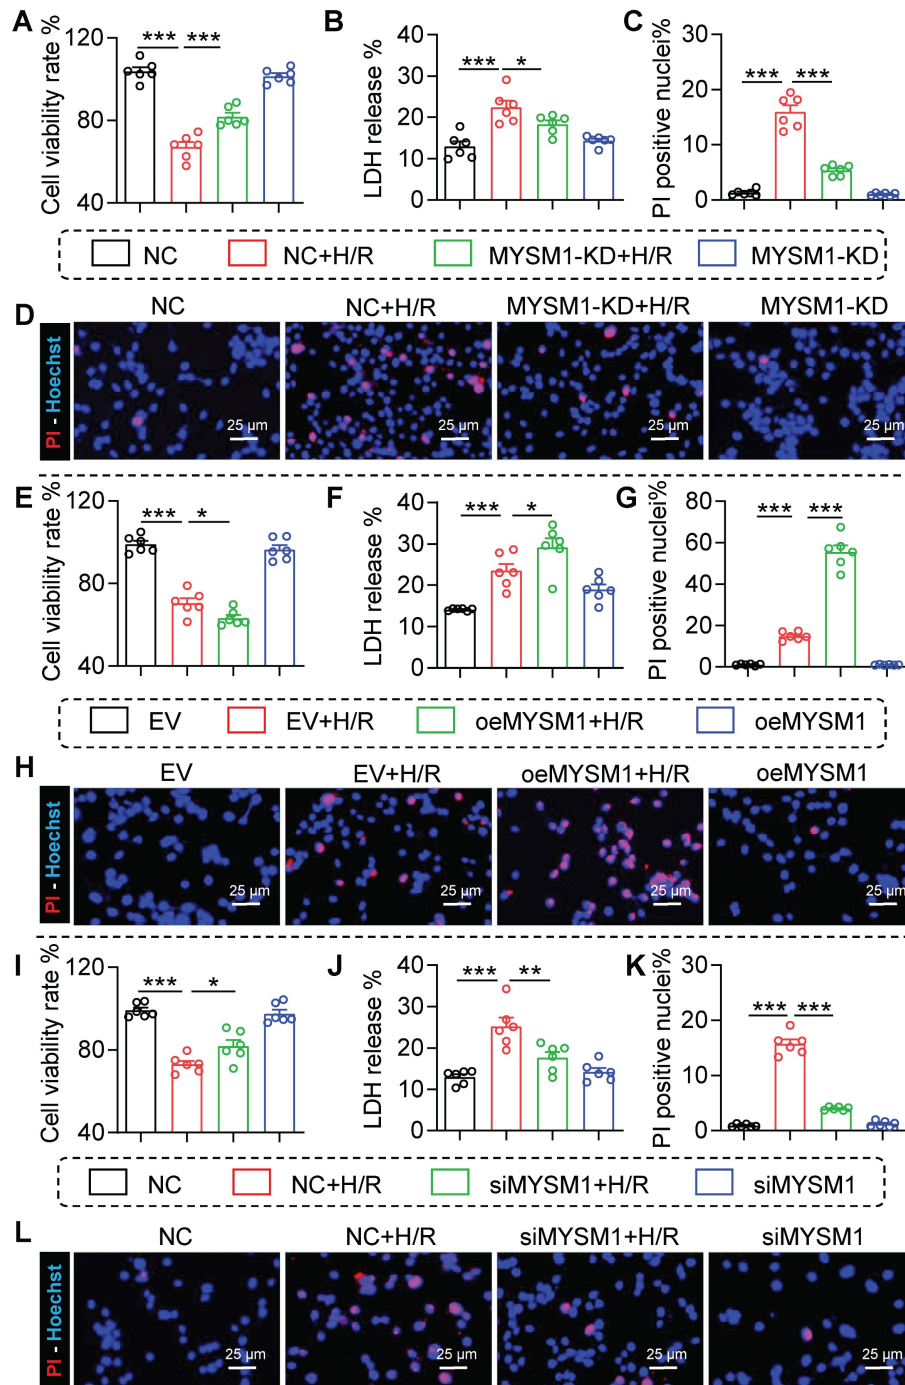 A
Cell viability rate %
120
80
40
*** ***
B
LDH release %
40
30
20
10
0
*** *
C
PI positive nuclei%
30
20
10
0
*** ***
NC NC+H/R MYSM1-KD+H/R MYSM1-KD
D
NC NC+H/R MYSM1-KD+H/R MYSM1-KD
PI - Hoechst
25 µm 25 µm 25 µm 25 µm
E
Cell viability rate %
120
80
40
*** *
F
LDH release %
40
30
20
10
0
*** *
G
PI positive nuclei%
80
60
40
20
0
*** ***
EV EV+H/R oeMYSM1+H/R oeMYSM1
H
EV EV+H/R oeMYSM1+H/R oeMYSM1
PI - Hoechst
25 µm 25 µm 25 µm 25 µm
I
Cell viability rate %
120
80
40
*** *
J
LDH release %
40
30
20
10
0
*** **
K
PI positive nuclei%
30
20
10
0
*** ***
NC NC+H/R siMYSM1+H/R siMYSM1
L
NC NC+H/R siMYSM1+H/R siMYSM1
PI - Hoechst
25 µm 25 µm 25 µm 25 µm